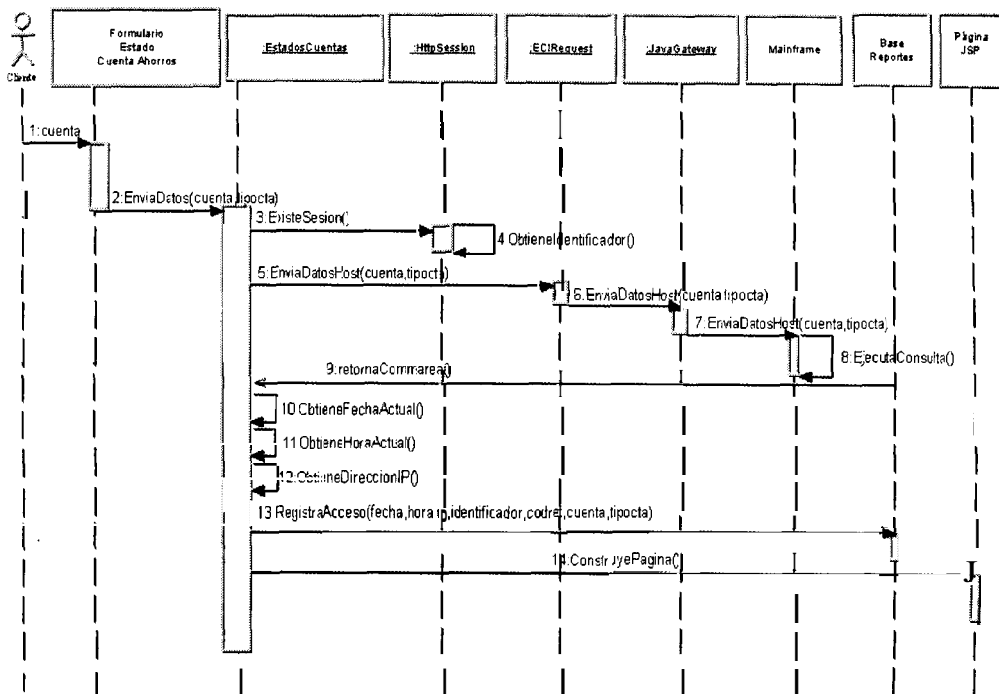 Cliente
Formulario
Estado
Cuenta Ahorros
:EstadosCuentas
:HttpSession
:ECIRequest
:JavaGateway
Mainframe
Base
Reportes
Página
JSP
1:cuenta
2:EnviaDatos(cuenta,tipocta)
3:ExisteSesion()
4:ObtieneIdentificador()
5:EnviaDatosHost(cuenta,tipocta)
6:EnviaDatosHost(cuenta,tipocta)
7:EnviaDatosHost(cuenta,tipocta)
8:EjecutaConsulta()
9:retornaCommarea()
10:ObtieneFechaActual()
11:ObtieneHoraActual()
12:ObtieneDireccionIP()
13:RegistraAcceso(fecha,hora,ip,identificador,codret,cuenta,tipocta)
14:ConstruyePagina()